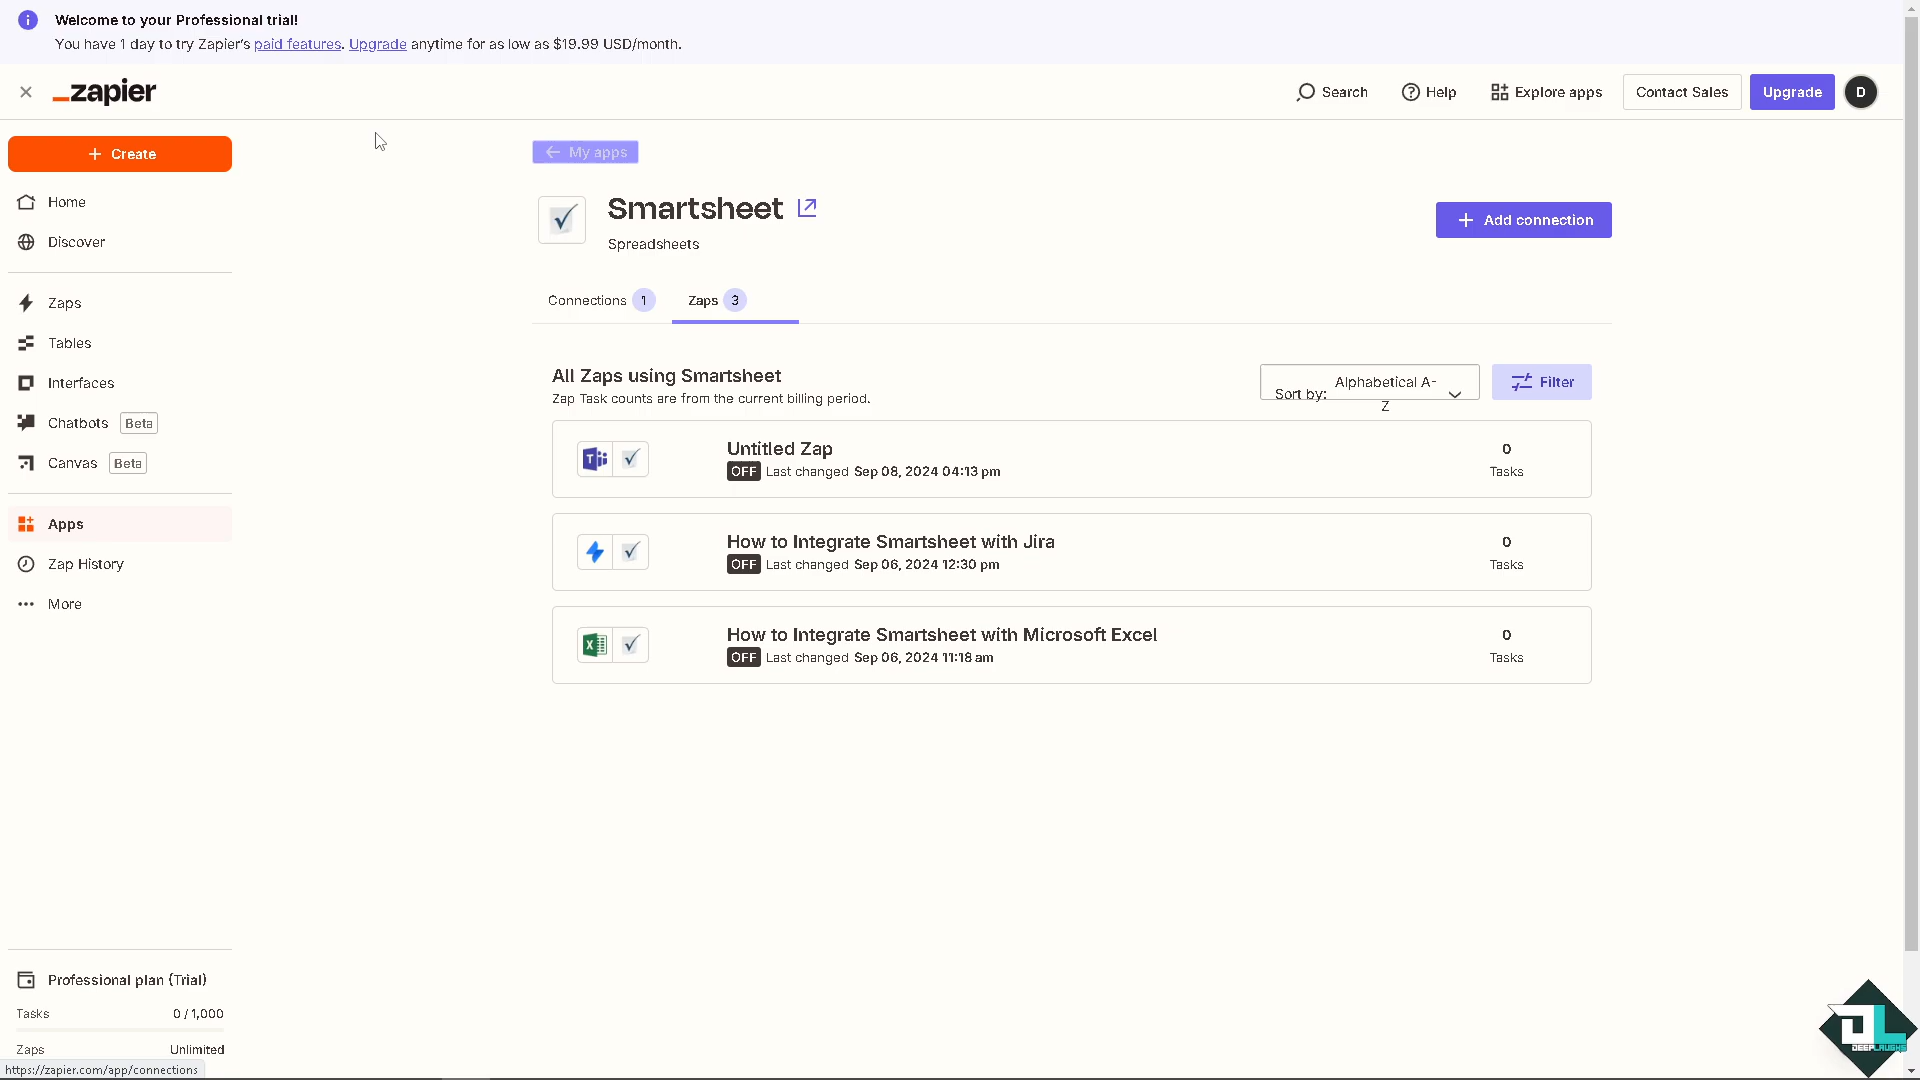 Welcome to your Professional trial!
You have 1 day to try Zapier's paid features. Upgrade anytime for as low as $19.99 USD/month.
zapier
Search
Help
Explore apps
Contact Sales
Upgrade
D
Create
Home
Discover
Zaps
Tables
Interfaces
Chatbots Beta
Canvas Beta
Apps
Zap History
More
My apps
Smartsheet
Spreadsheets
Add connection
Connections 1
Zaps 3
All Zaps using Smartsheet
Zap Task counts are from the current billing period.
Sort by: Alphabetical A-
Z
Filter
Untitled Zap
OFF Last changed Sep 08, 2024 04:13 pm
0
Tasks
How to Integrate Smartsheet with Jira
OFF Last changed Sep 06, 2024 12:30 pm
0
Tasks
How to Integrate Smartsheet with Microsoft Excel
OFF Last changed Sep 06, 2024 11:18 am
0
Tasks
Professional plan (Trial)
Tasks 0 / 1,000
Zaps Unlimited
https://zapier.com/app/connections
DL
DEEPLAUGHS